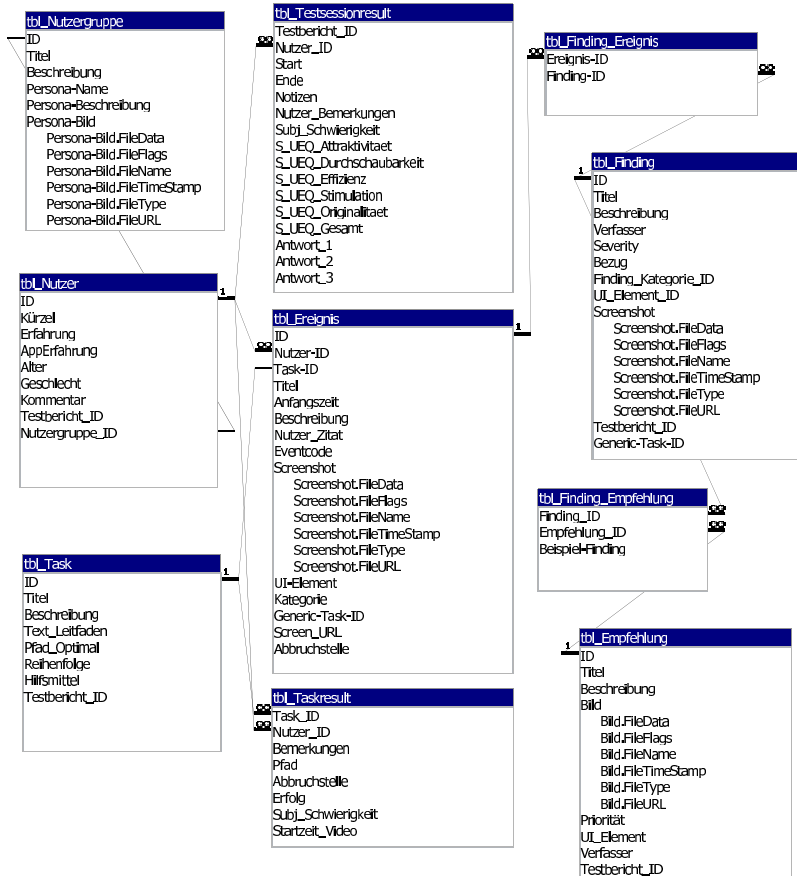 tbl_Nutzergruppe
ID
Titel
Beschreibung
Persona-Name
Persona-Beschreibung
Persona-Bild
Persona-Bild.FileData
Persona-Bild.FileFlags
Persona-Bild.FileName
Persona-Bild.FileTimeStamp
Persona-Bild.FileType
Persona-Bild.FileURL
tbl_Nutzer
1
ID
Kürzel
Erfahrung
AppErfahrung
Alter
Geschlecht
Kommentar
Testbericht_ID
Nutzergruppe_ID
tbl_Task
1
ID
Titel
Beschreibung
Text_Leitfaden
Pfad_Optimal
Reihenfolge
Hilfsmittel
Testbericht_ID
tbl_Testsessionresult
∞
Testbericht_ID
Nutzer_ID
Start
Ende
Notizen
Nutzer_Bemerkungen
Subj_Schwierigkeit
S_UEQ_Attraktivitaet
S_UEQ_Durchschaubarkeit
S_UEQ_Effizienz
S_UEQ_Stimulation
S_UEQ_Originalitaet
S_UEQ_Gesamt
Antwort_1
Antwort_2
Antwort_3
tbl_Ereignis
1
ID
∞
Nutzer-ID
Task-ID
Titel
Anfangszeit
Beschreibung
Nutzer_Zitat
Eventcode
Screenshot
Screenshot.FileData
Screenshot.FileFlags
Screenshot.FileName
Screenshot.FileTimeStamp
Screenshot.FileType
Screenshot.FileURL
UI-Element
Kategorie
Generic-Task-ID
Screen_URL
Abbruchstelle
tbl_Taskresult
∞
Task_ID
∞
Nutzer_ID
Bemerkungen
Pfad
Abbruchstelle
Erfolg
Subj_Schwierigkeit
Startzeit_Video
tbl_Finding_Ereignis
∞
Ereignis-ID
Finding-ID
∞
tbl_Finding
1
ID
Titel
Beschreibung
Verfasser
Severity
Bezug
Finding_Kategorie_ID
UI_Element_ID
Screenshot
Screenshot.FileData
Screenshot.FileFlags
Screenshot.FileName
Screenshot.FileTimeStamp
Screenshot.FileType
Screenshot.FileURL
Testbericht_ID
Generic-Task-ID
tbl_Finding_Empfehlung
Finding_ID
∞
Empfehlung_ID
∞
Beispiel-Finding
tbl_Empfehlung
1
ID
Titel
Beschreibung
Bild
Bild.FileData
Bild.FileFlags
Bild.FileName
Bild.FileTimeStamp
Bild.FileType
Bild.FileURL
Priorität
UI_Element
Verfasser
Testbericht_ID